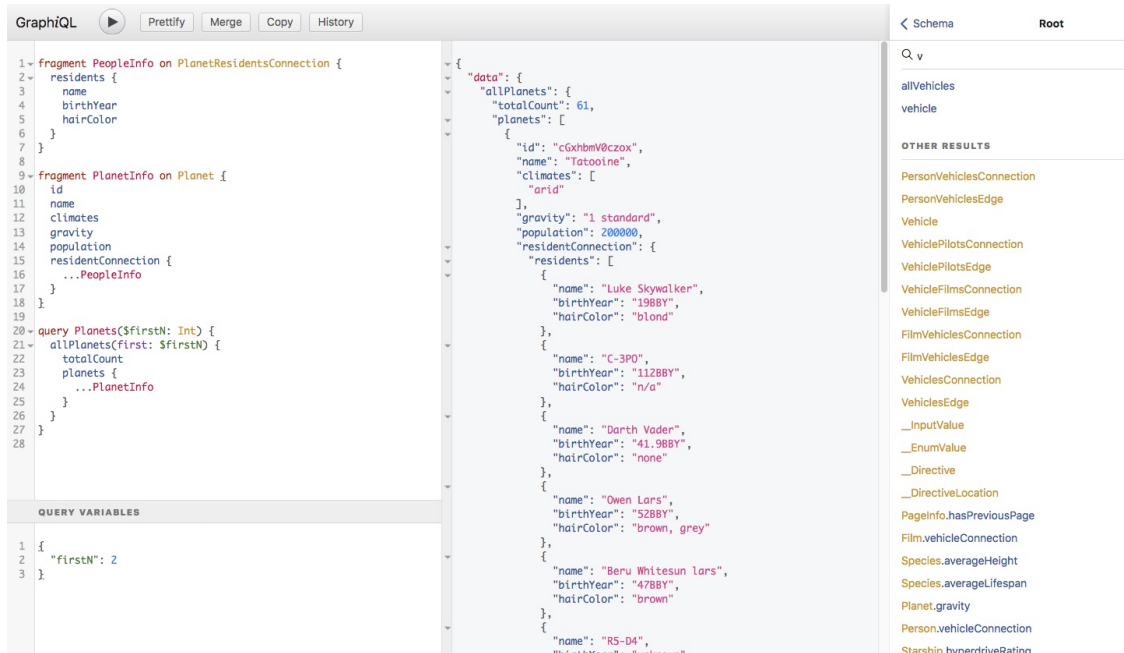 GraphiQL Prettify Merge Copy History
1 fragment PeopleInfo on PlanetResidentsConnection {
2 residents {
3 name
4 birthYear
5 hairColor
6 }
7 }
8
9 fragment PlanetInfo on Planet {
10 id
11 name
12 climates
13 gravity
14 population
15 residentConnection {
16 ...PeopleInfo
17 }
18 }
19
20 query Planets($firstN: Int) {
21 allPlanets(first: $firstN) {
22 totalCount
23 planets {
24 ...PlanetInfo
25 }
26 }
27 }
28
QUERY VARIABLES
1 {
2 "firstN": 2
3 }
{
"data": {
"allPlanets": {
"totalCount": 61,
"planets": [
{
"id": "cGxhbmV0czox",
"name": "Tatooine",
"climates": [
"arid"
],
"gravity": "1 standard",
"population": 200000,
"residentConnection": {
"residents": [
{
"name": "Luke Skywalker",
"birthYear": "19BBY",
"hairColor": "blond"
},
{
"name": "C-3PO",
"birthYear": "112BBY",
"hairColor": "n/a"
},
{
"name": "Darth Vader",
"birthYear": "41.9BBY",
"hairColor": "none"
},
{
"name": "Owen Lars",
"birthYear": "52BBY",
"hairColor": "brown, grey"
},
{
"name": "Beru Whitesun lars",
"birthYear": "47BBY",
"hairColor": "brown"
},
{
"name": "R5-D4",
Schema Root
v
allVehicles
vehicle
OTHER RESULTS
PersonVehiclesConnection
PersonVehiclesEdge
Vehicle
VehiclePilotsConnection
VehiclePilotsEdge
VehicleFilmsConnection
VehicleFilmsEdge
FilmVehiclesConnection
FilmVehiclesEdge
VehiclesConnection
VehiclesEdge
__InputValue
__EnumValue
__Directive
__DirectiveLocation
PageInfo.hasPreviousPage
Film.vehicleConnection
Species.averageHeight
Species.averageLifespan
Planet.gravity
Person.vehicleConnection
Starship.hyperdriveRating